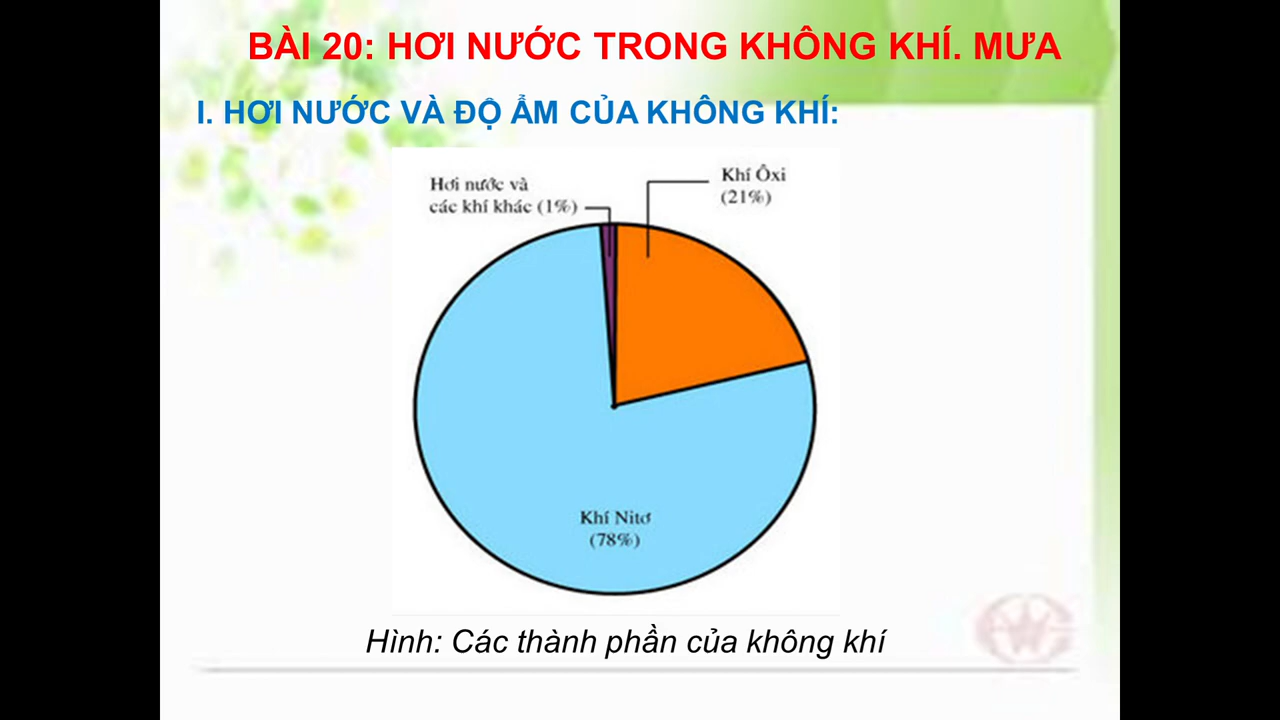 BÀI 20: HƠI NƯỚC TRONG KHÔNG KHÍ. MƯA
I. HƠI NƯỚC VÀ ĐỘ ẨM CỦA KHÔNG KHÍ:
Hơi nước và
các khí khác (1%)
Khí Ôxi
(21%)
Khí Nitơ
(78%)
Hình: Các thành phần của không khí